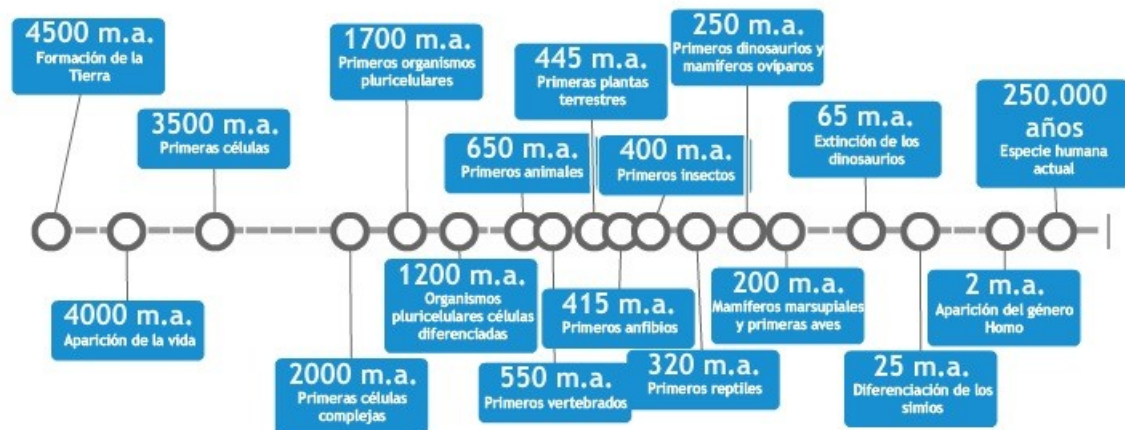 4500 m.a.
Formación de la
Tierra
4000 m.a.
Aparición de la vida
3500 m.a.
Primeras células
2000 m.a.
Primeras células
complejas
1700 m.a.
Primeros organismos
pluricelulares
1200 m.a.
Organismos
pluricelulares células
diferenciadas
650 m.a.
Primeros animales
550 m.a.
Primeros vertebrados
445 m.a.
Primeras plantas
terrestres
415 m.a.
Primeros anfibios
400 m.a.
Primeros insectos
320 m.a.
Primeros reptiles
250 m.a.
Primeros dinosaurios y
mamíferos ovíparos
200 m.a.
Mamíferos marsupiales
y primeras aves
65 m.a.
Extinción de los
dinosaurios
25 m.a.
Diferenciación de los
simios
2 m.a.
Aparición del género
Homo
250.000
años
Especie humana
actual